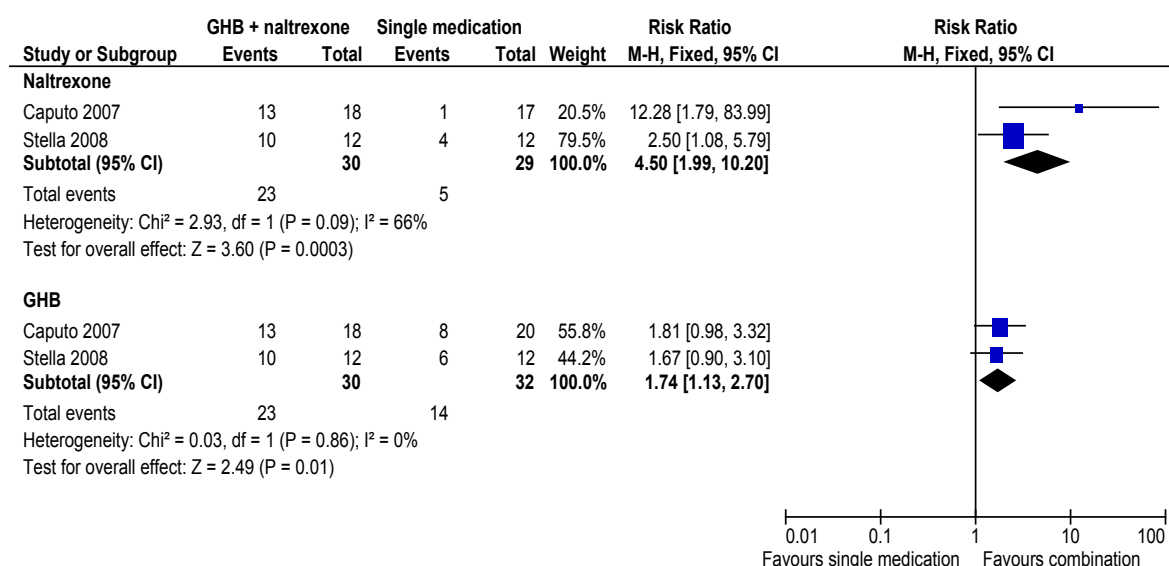 GHB + naltrexone Single medication Risk Ratio Risk Ratio
Study or Subgroup Events Total Events Total Weight M-H, Fixed, 95% CI M-H, Fixed, 95% CI
Naltrexone
Caputo 2007 13 18 1 17 20.5% 12.28 [1.79, 83.99]
Stella 2008 10 12 4 12 79.5% 2.50 [1.08, 5.79]
Subtotal (95% CI) 30 29 100.0% 4.50 [1.99, 10.20]
Total events 23 5
Heterogeneity: Chi² = 2.93, df = 1 (P = 0.09); I² = 66%
Test for overall effect: Z = 3.60 (P = 0.0003)
GHB
Caputo 2007 13 18 8 20 55.8% 1.81 [0.98, 3.32]
Stella 2008 10 12 6 12 44.2% 1.67 [0.90, 3.10]
Subtotal (95% CI) 30 32 100.0% 1.74 [1.13, 2.70]
Total events 23 14
Heterogeneity: Chi² = 0.03, df = 1 (P = 0.86); I² = 0%
Test for overall effect: Z = 2.49 (P = 0.01)
0.01 0.1 1 10 100
Favours single medication Favours combination